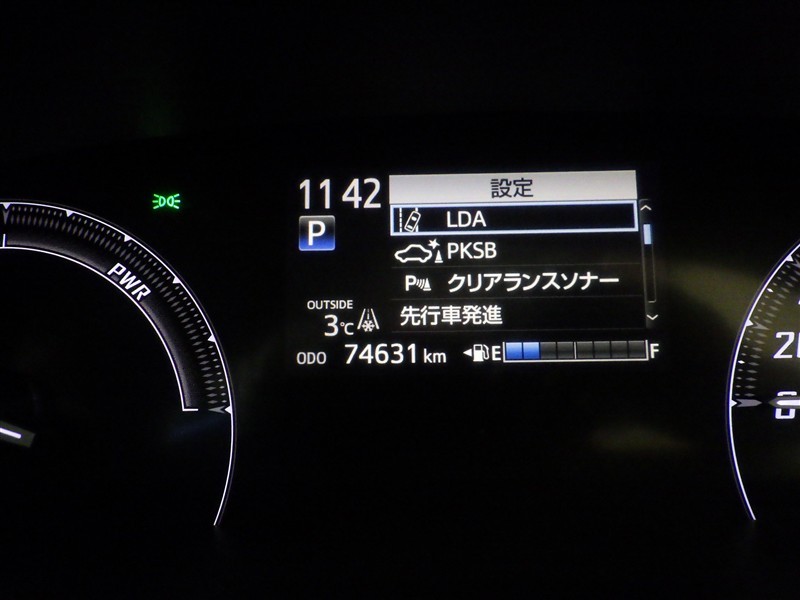 11 42
設定
LDA
P
PKSB
P クリアランスソナー
OUTSIDE
3℃
先行車発進
ODO 74631 km
E F
PWR